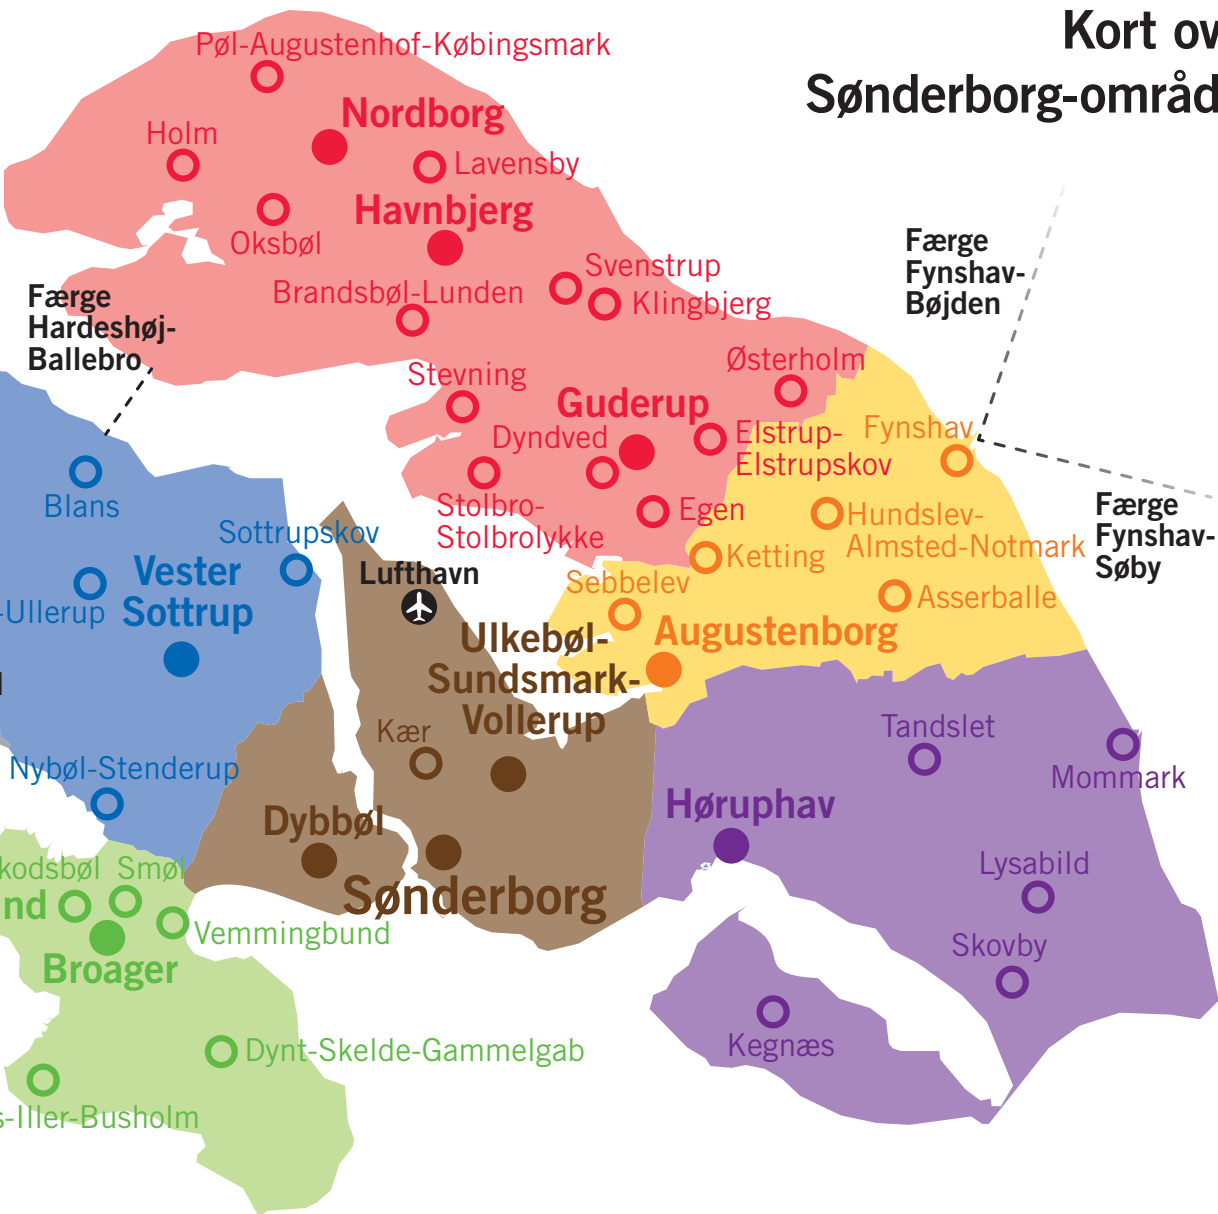 Kort ov
Sønderborg-områd
Pøl-Augustenhof-Købingsmark
Nordborg
Holm
Lavensby
Havnbjerg
Oksbøl
Færge
Fynshav-
Bøjden
Svenstrup
Brandsbøl-Lunden
Klingbjerg
Færge
Hardeshøj-
Ballebro
Østerholm
Stevning
Guderup
Dyndved
Elstrup-
Elstrupskov
Fynshav
Blans
Stolbro-
Stolbrolykke
Egen
Hundslev-
Almsted-Notmark
Færge
Fynshav-
Søby
Sottrupskov
Ketting
Vester
Sottrup
Lufthavn
Sebbelev
Asserballe
-Ullerup
Augustenborg
Ulkebøl-
Sundsmark-
Vollerup
Kær
Tandslet
Nybøl-Stenderup
Mommark
Høruphav
Dybbøl
Sønderborg
kodsbøl
Smøl
Lysabild
nd
Vemmingbund
Skovby
Broager
Kegnæs
Dynt-Skelde-Gammelgab
s-Iller-Busholm